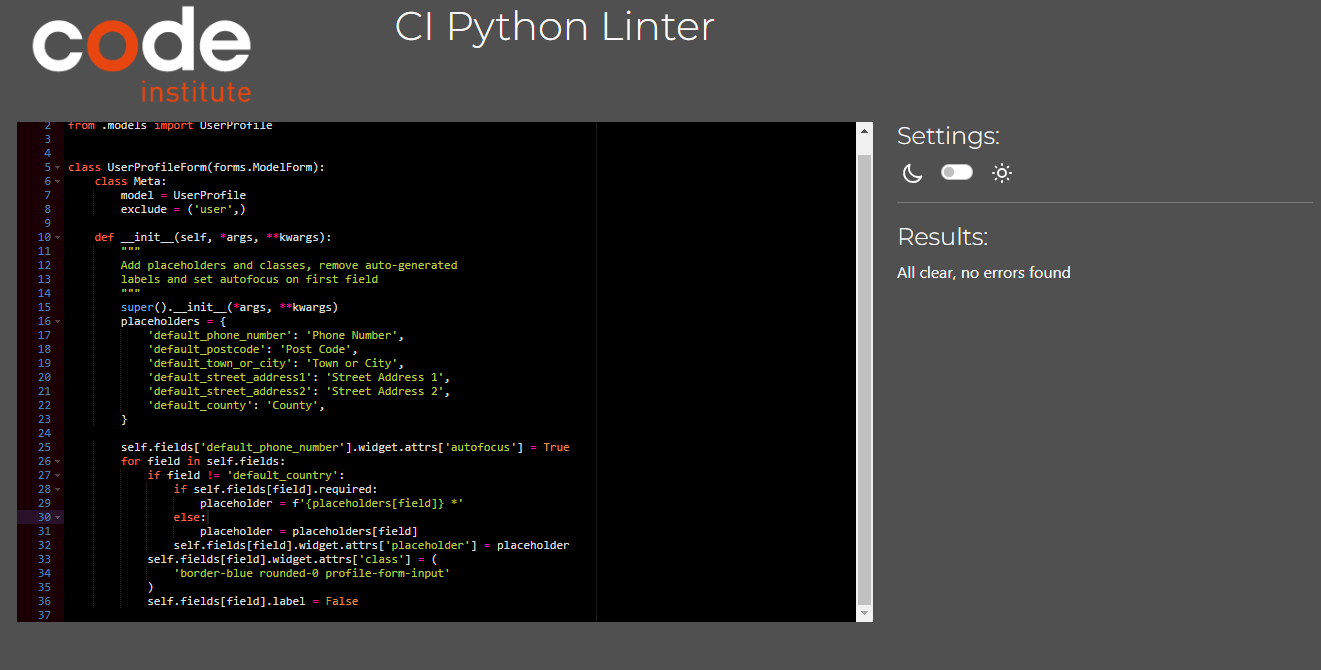 code
institute
CI Python Linter
2 from .models import UserProfile
3
4
5 class UserProfileForm(forms.ModelForm):
6     class Meta:
7         model = UserProfile
8         exclude = ('user',)
9
10     def __init__(self, *args, **kwargs):
11         """
12         Add placeholders and classes, remove auto-generated
13         labels and set autofocus on first field
14         """
15         super().__init__(*args, **kwargs)
16         placeholders = {
17             'default_phone_number': 'Phone Number',
18             'default_postcode': 'Post Code',
19             'default_town_or_city': 'Town or City',
20             'default_street_address1': 'Street Address 1',
21             'default_street_address2': 'Street Address 2',
22             'default_county': 'County',
23         }
24
25         self.fields['default_phone_number'].widget.attrs['autofocus'] = True
26         for field in self.fields:
27             if field != 'default_country':
28                 if self.fields[field].required:
29                     placeholder = f'{placeholders[field]} *'
30                 else:
31                     placeholder = placeholders[field]
32                 self.fields[field].widget.attrs['placeholder'] = placeholder
33             self.fields[field].widget.attrs['class'] = (
34                 'border-blue rounded-0 profile-form-input'
35             )
36             self.fields[field].label = False
37
Settings:
Results:
All clear, no errors found